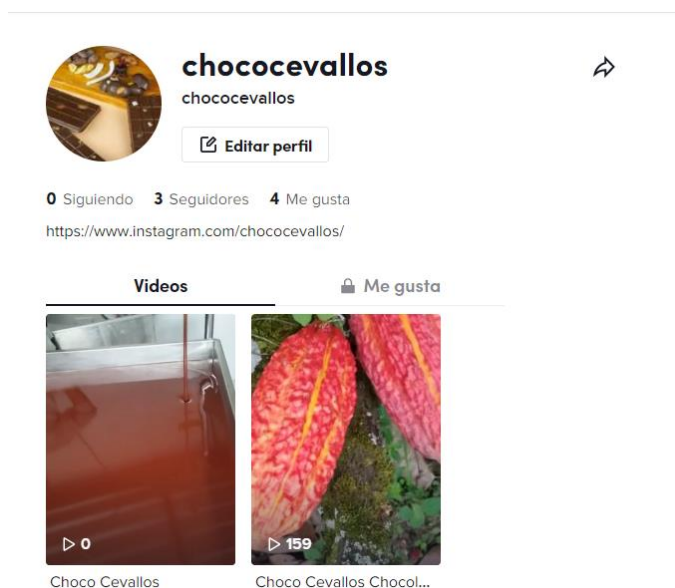 chococevallos
chococevallos
Editar perfil
0 Siguiendo 3 Seguidores 4 Me gusta
https://www.instagram.com/chococevallos/
Videos Me gusta
0 159
Choco Cevallos Choco Cevallos Chocol...